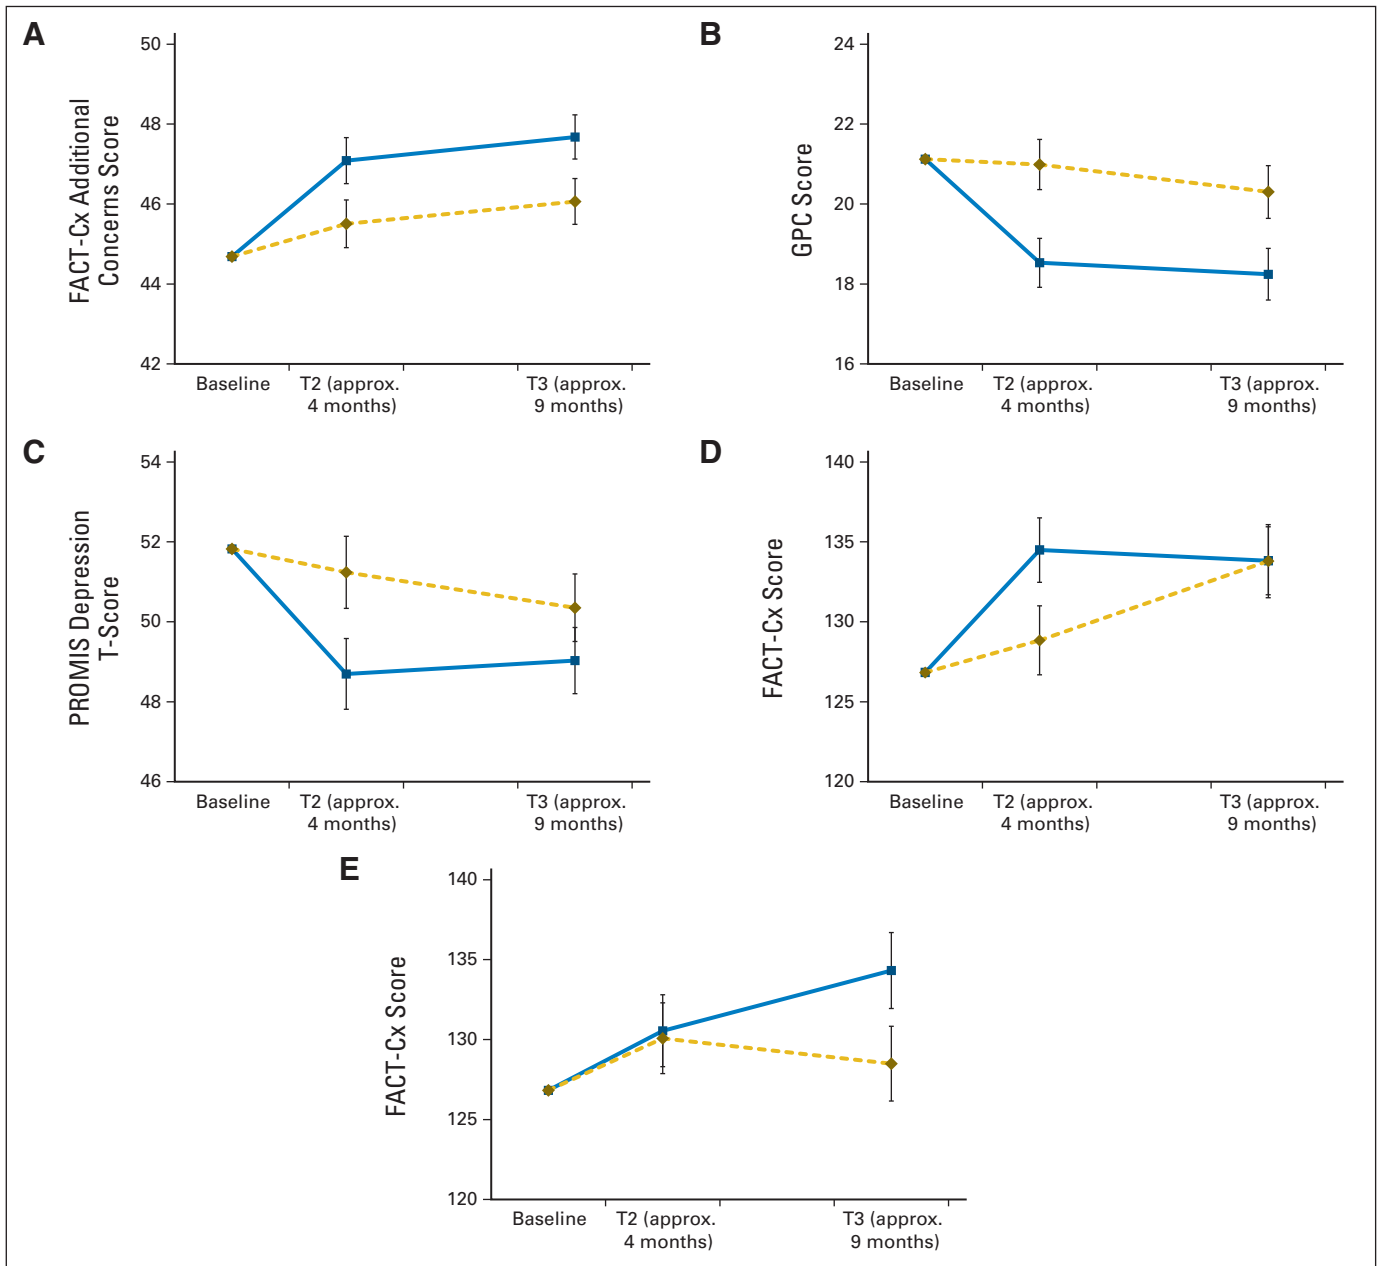 A
FACT-Cx Additional
Concerns Score
50
48
46
44
42
Baseline
T2 (approx.
4 months)
T3 (approx.
9 months)
B
GPC Score
24
22
20
18
16
Baseline
T2 (approx.
4 months)
T3 (approx.
9 months)
C
PROMIS Depression
T-Score
54
52
50
48
46
Baseline
T2 (approx.
4 months)
T3 (approx.
9 months)
D
FACT-Cx Score
140
135
130
125
120
Baseline
T2 (approx.
4 months)
T3 (approx.
9 months)
E
FACT-Cx Score
140
135
130
125
120
Baseline
T2 (approx.
4 months)
T3 (approx.
9 months)